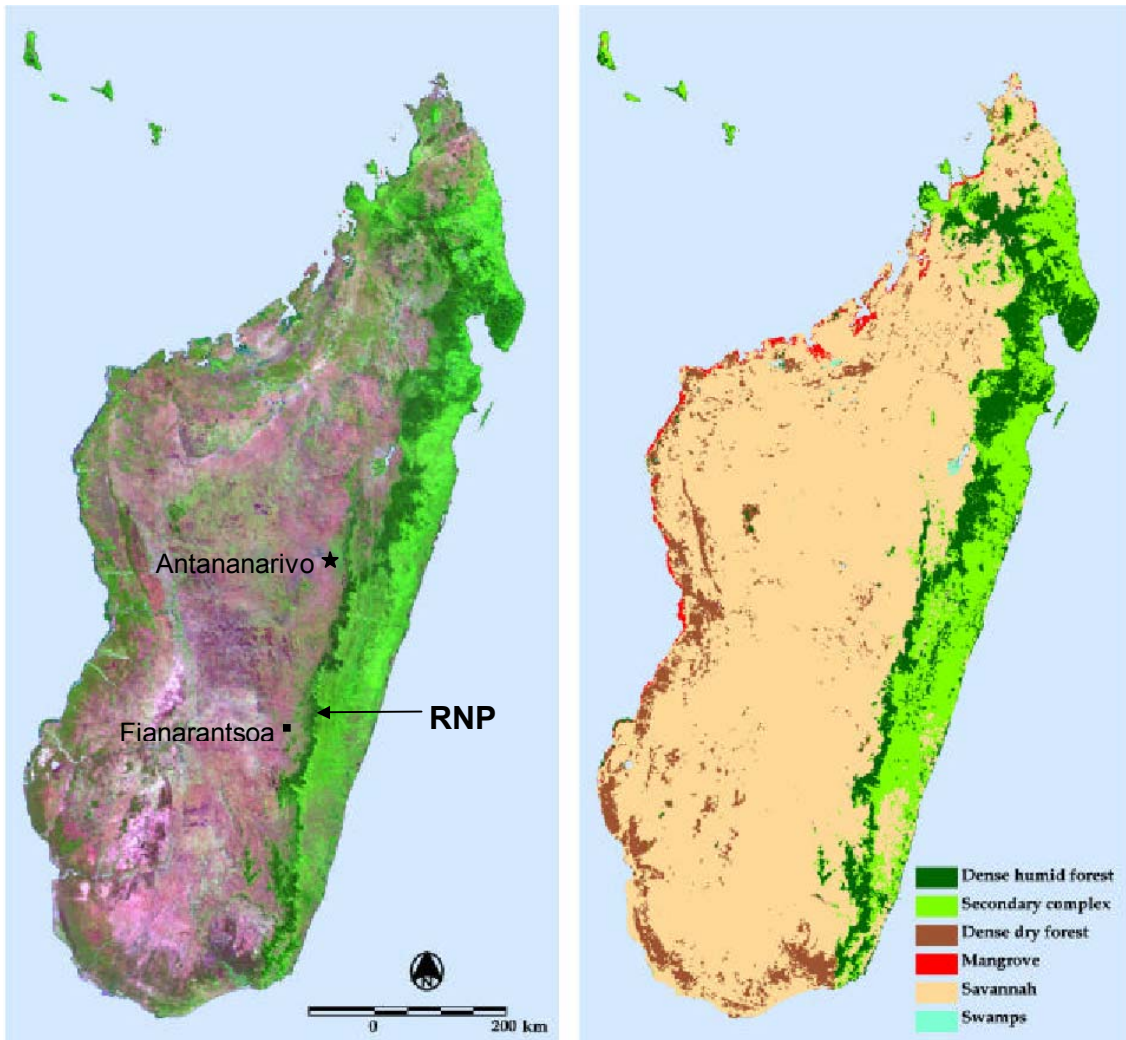 Antananarivo
RNP
Fianarantsoa
N
0 200 km
Dense humid forest
Secondary complex
Dense dry forest
Mangrove
Savannah
Swamps